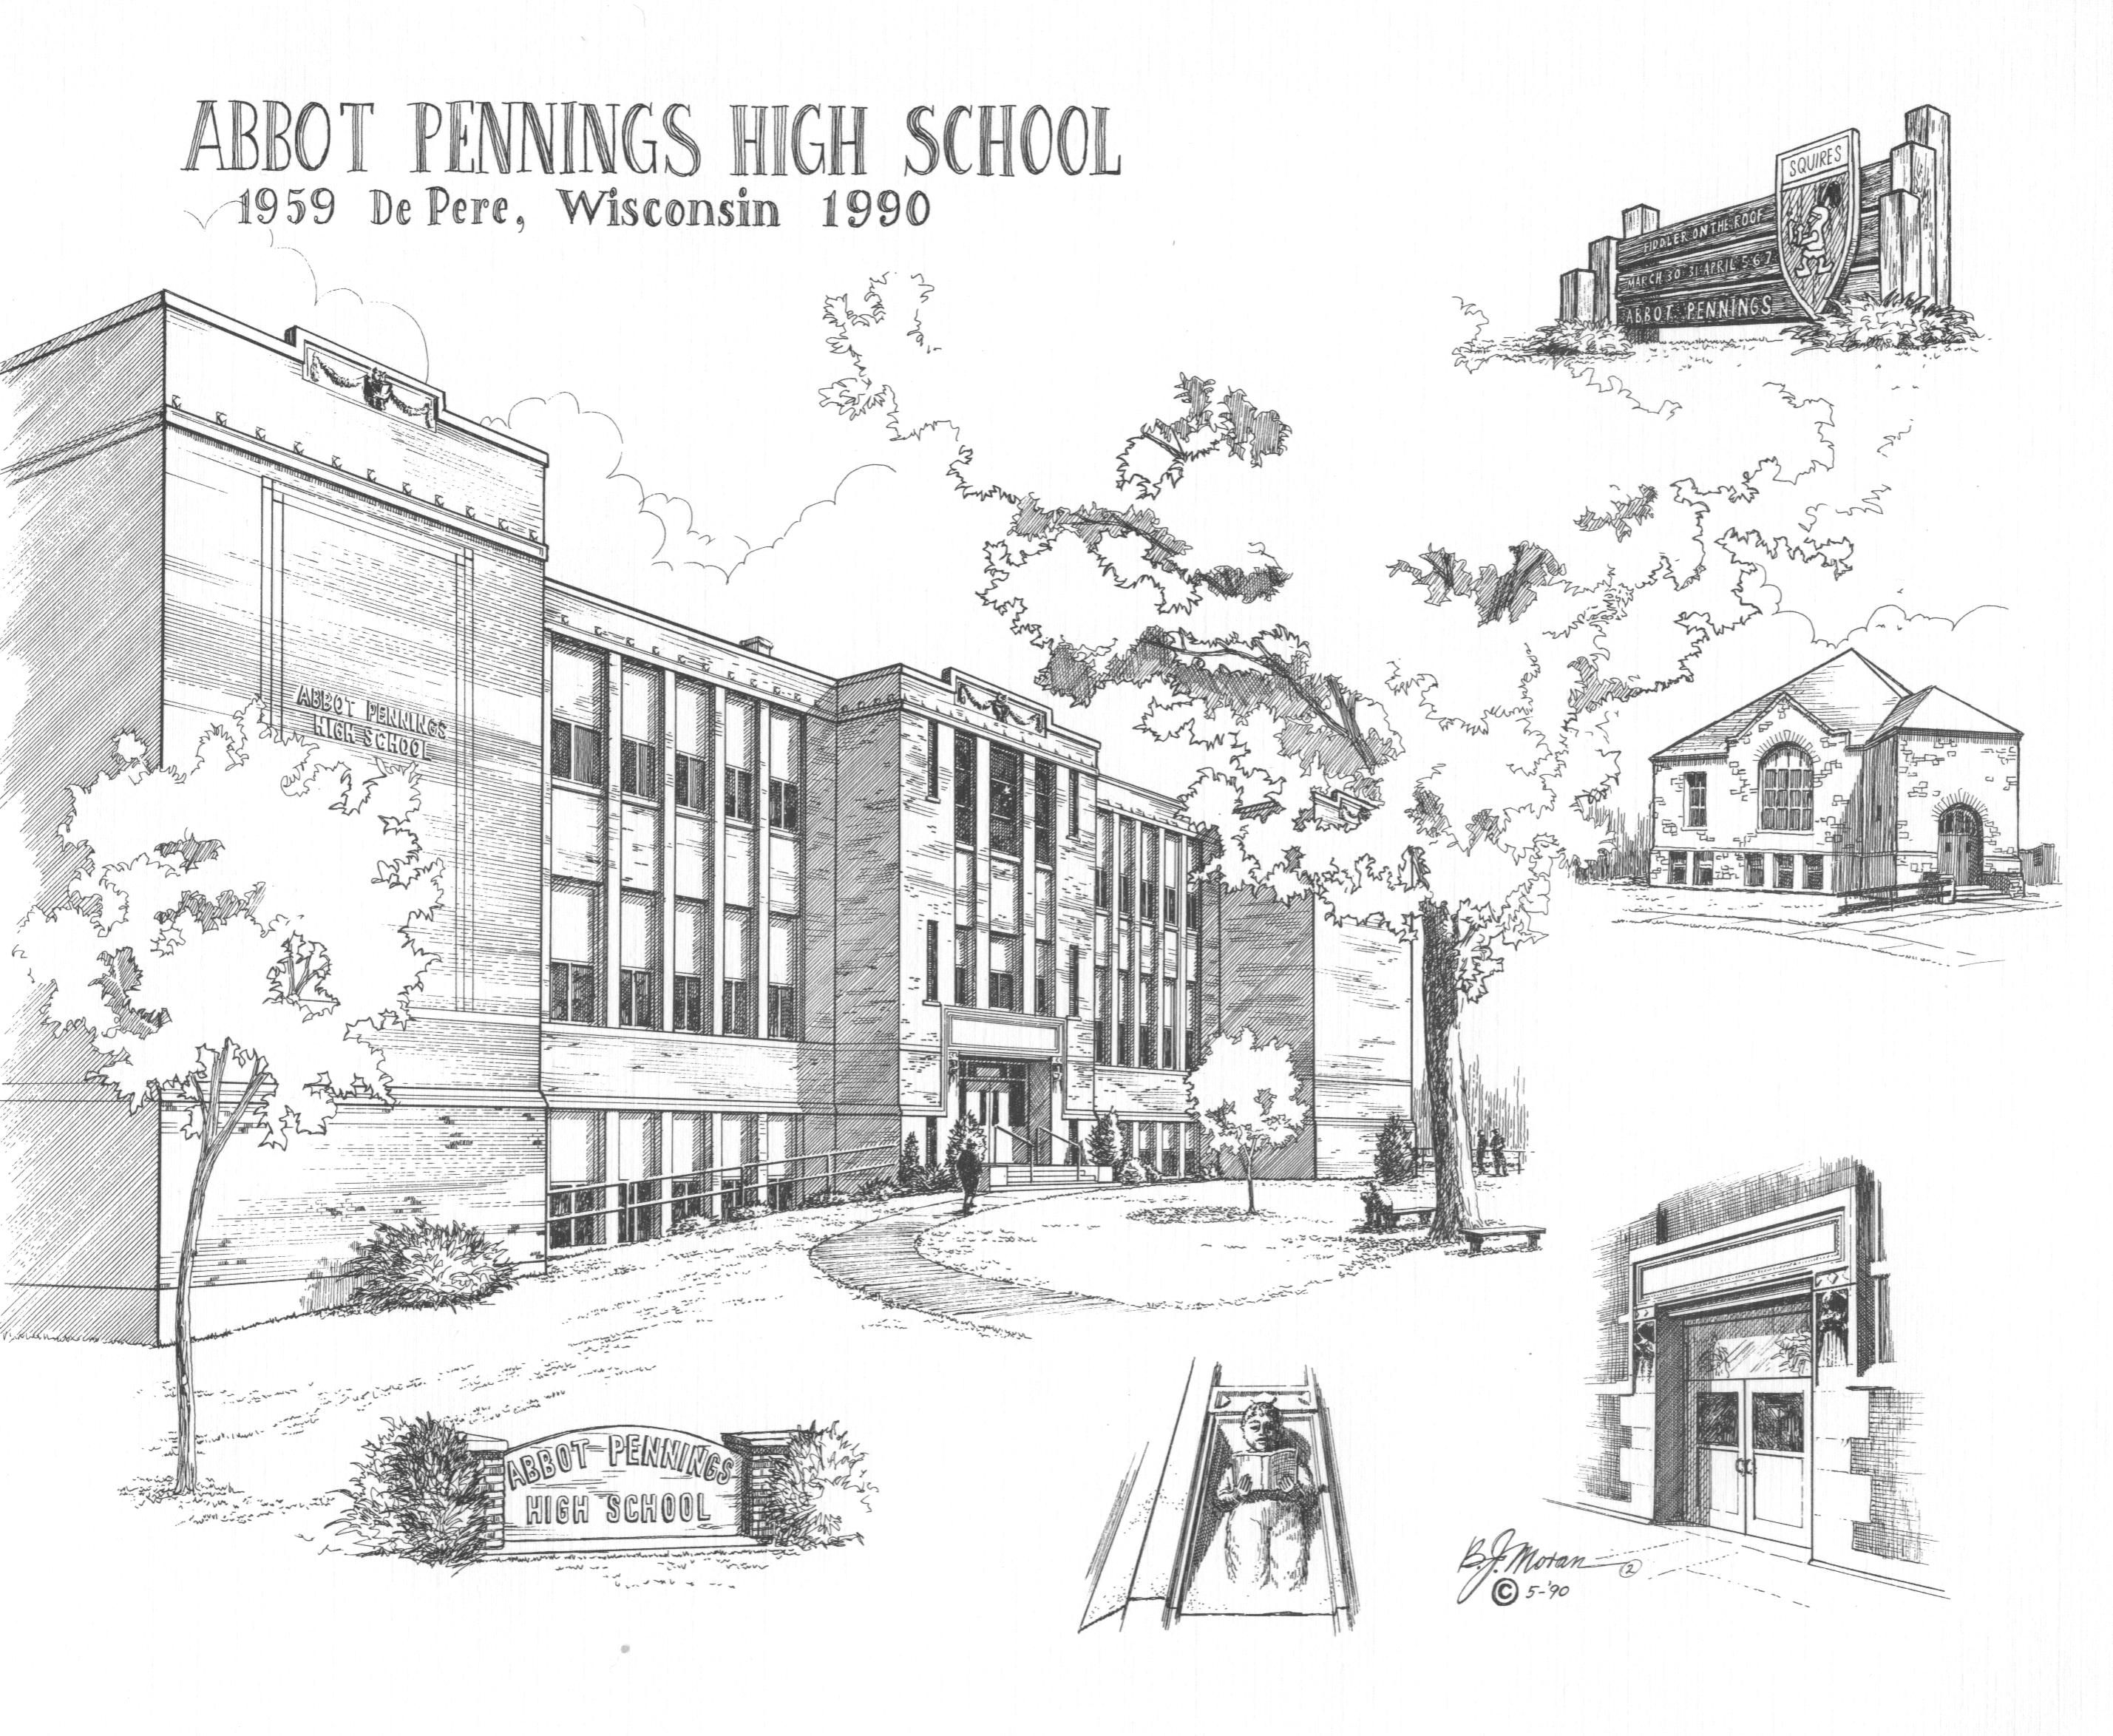 ABBOT PENNINGS HIGH SCHOOL
1959 De Pere, Wisconsin 1990
SQUIRES
FIDDLER ON THE ROOF
MARCH 30 31 APRIL 5 6 7
ABBOT PENNINGS
ABBOT PENNINGS
HIGH SCHOOL
ABBOT PENNINGS
HIGH SCHOOL
B.J. Moran 2
© 5-'90